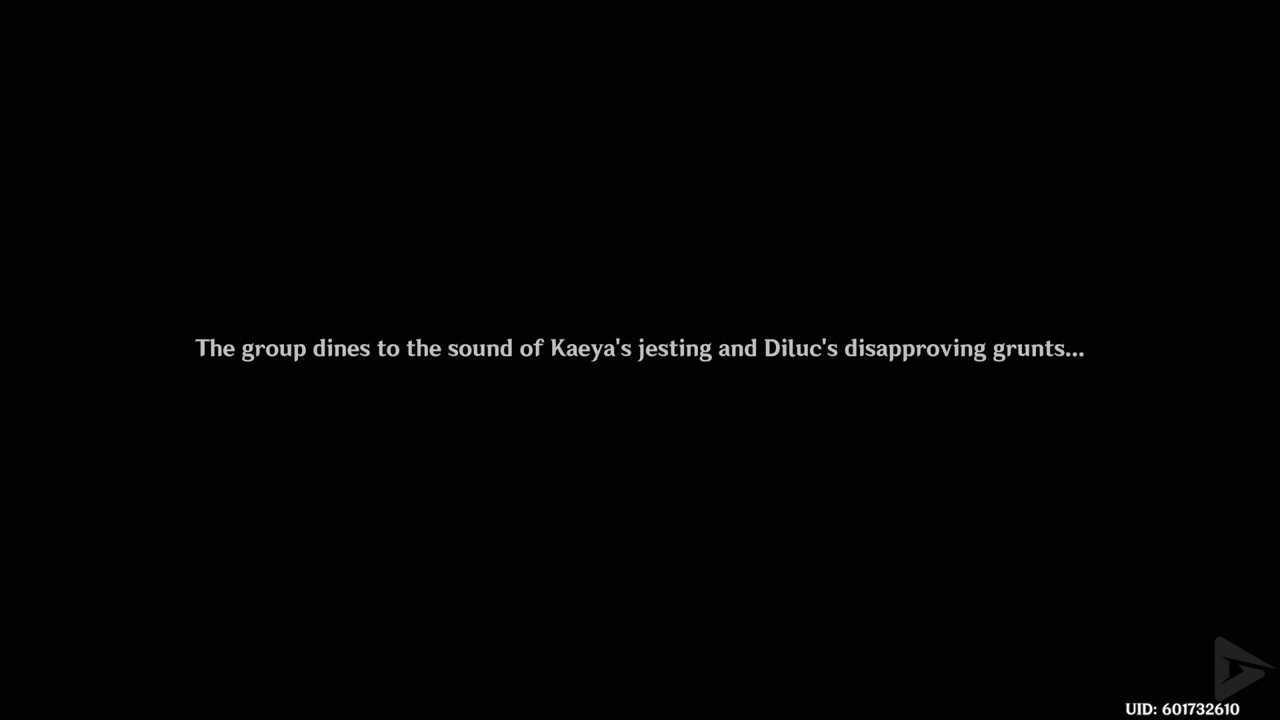 The group dines to the sound of Kaeya's jesting and Diluc's disapproving grunts...
UID: 601732610